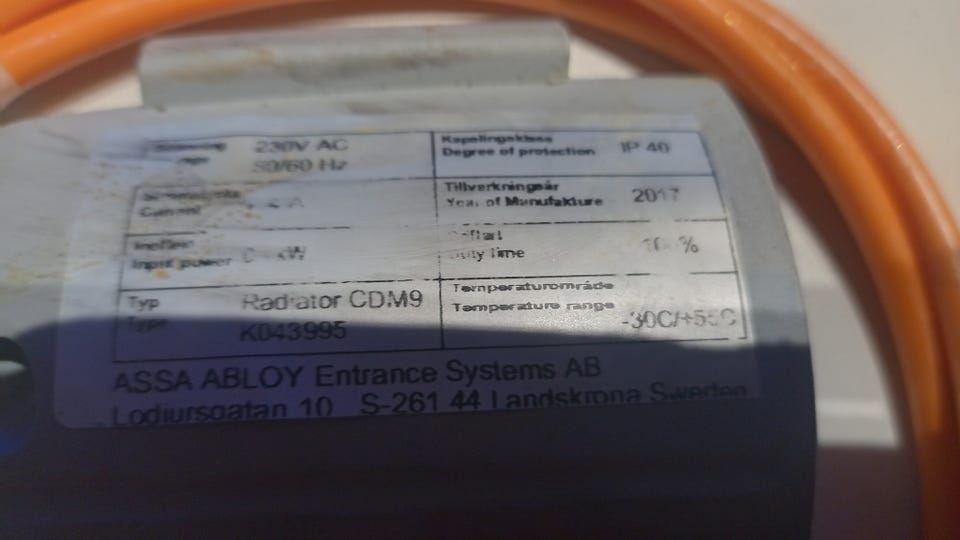 230V AC
50/60 Hz
Kapslingsklass
Degree of protection
IP 40
Current
A
Tillverkningsår
Year of Manufakture
2017
Input power
kW
Duty time
%
Typ
Type
Radiator CDM9
K043995
Temperaturområde
Temperature range
-30C/+55C
ASSA ABLOY Entrance Systems AB
Lodjursgatan 10 S-261 44 Landskrona Sweden